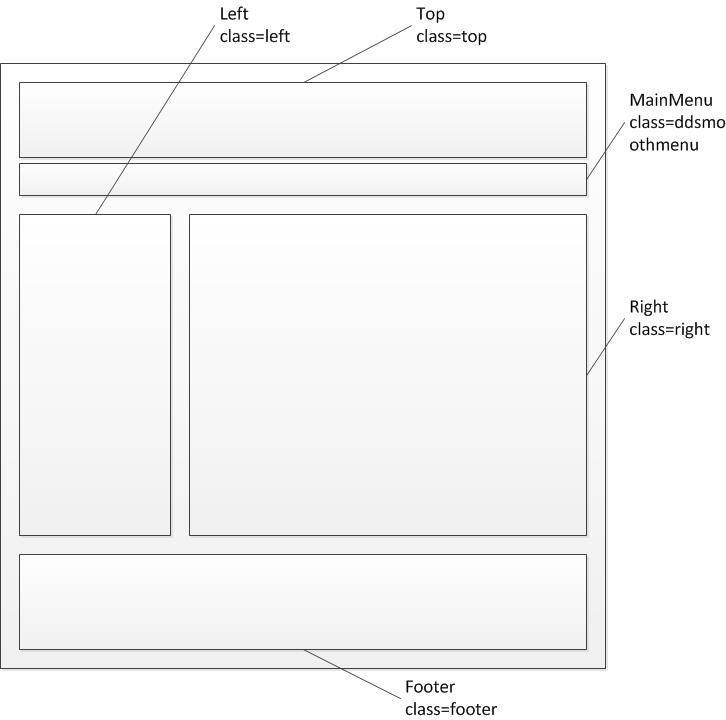 Left
class=left
Top
class=top
MainMenu
class=ddsmo
othmenu
Right
class=right
Footer
class=footer